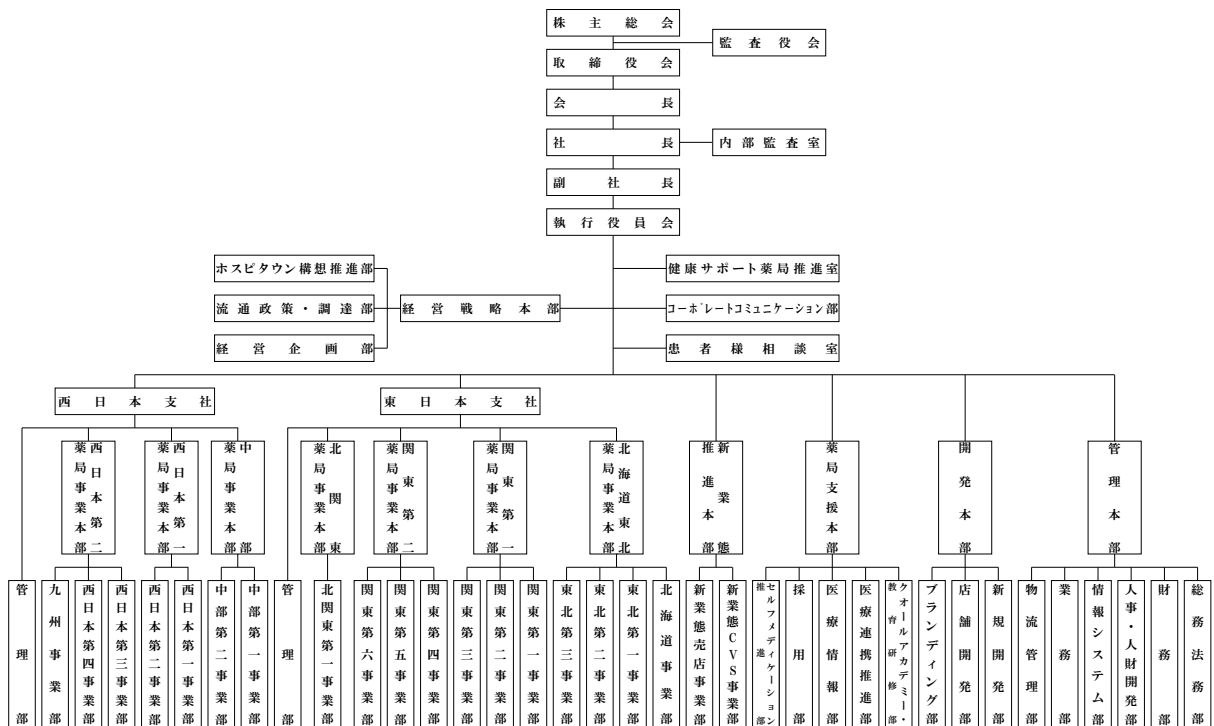 株主総会
監査役会
取締役会
会長
社長
内部監査室
副社長
執行役員会
ホスピタウン構想推進部
健康サポート薬局推進室
流通政策・調達部
経営戦略本部
コーポレートコミュニケーション部
経営企画部
患者様相談室
西日本支社
東日本支社
西日本第二
薬局事業本部
西日本第一
薬局事業本部
中部
薬局事業本部
北関東
薬局事業本部
関東第二
薬局事業本部
関東第一
薬局事業本部
北海道東北
薬局事業本部
新業態
推進本部
薬局支援本部
開発本部
管理本部
管理部
九州事業部
西日本第四事業部
西日本第三事業部
西日本第二事業部
西日本第一事業部
中部第二事業部
中部第一事業部
管理部
北関東第一事業部
関東第六事業部
関東第五事業部
関東第四事業部
関東第三事業部
関東第二事業部
関東第一事業部
東北第三事業部
東北第二事業部
東北第一事業部
北海道事業部
新業態売店事業部
新業態CVS事業部
セルフメディケーション
推進部
採用部
医療情報部
医療連携推進部
クオールアカデミー・
教育研修部
ブランディング部
店舗開発部
新規開発部
物流管理部
業務部
情報システム部
人事・人財開発部
財務部
総務法務部